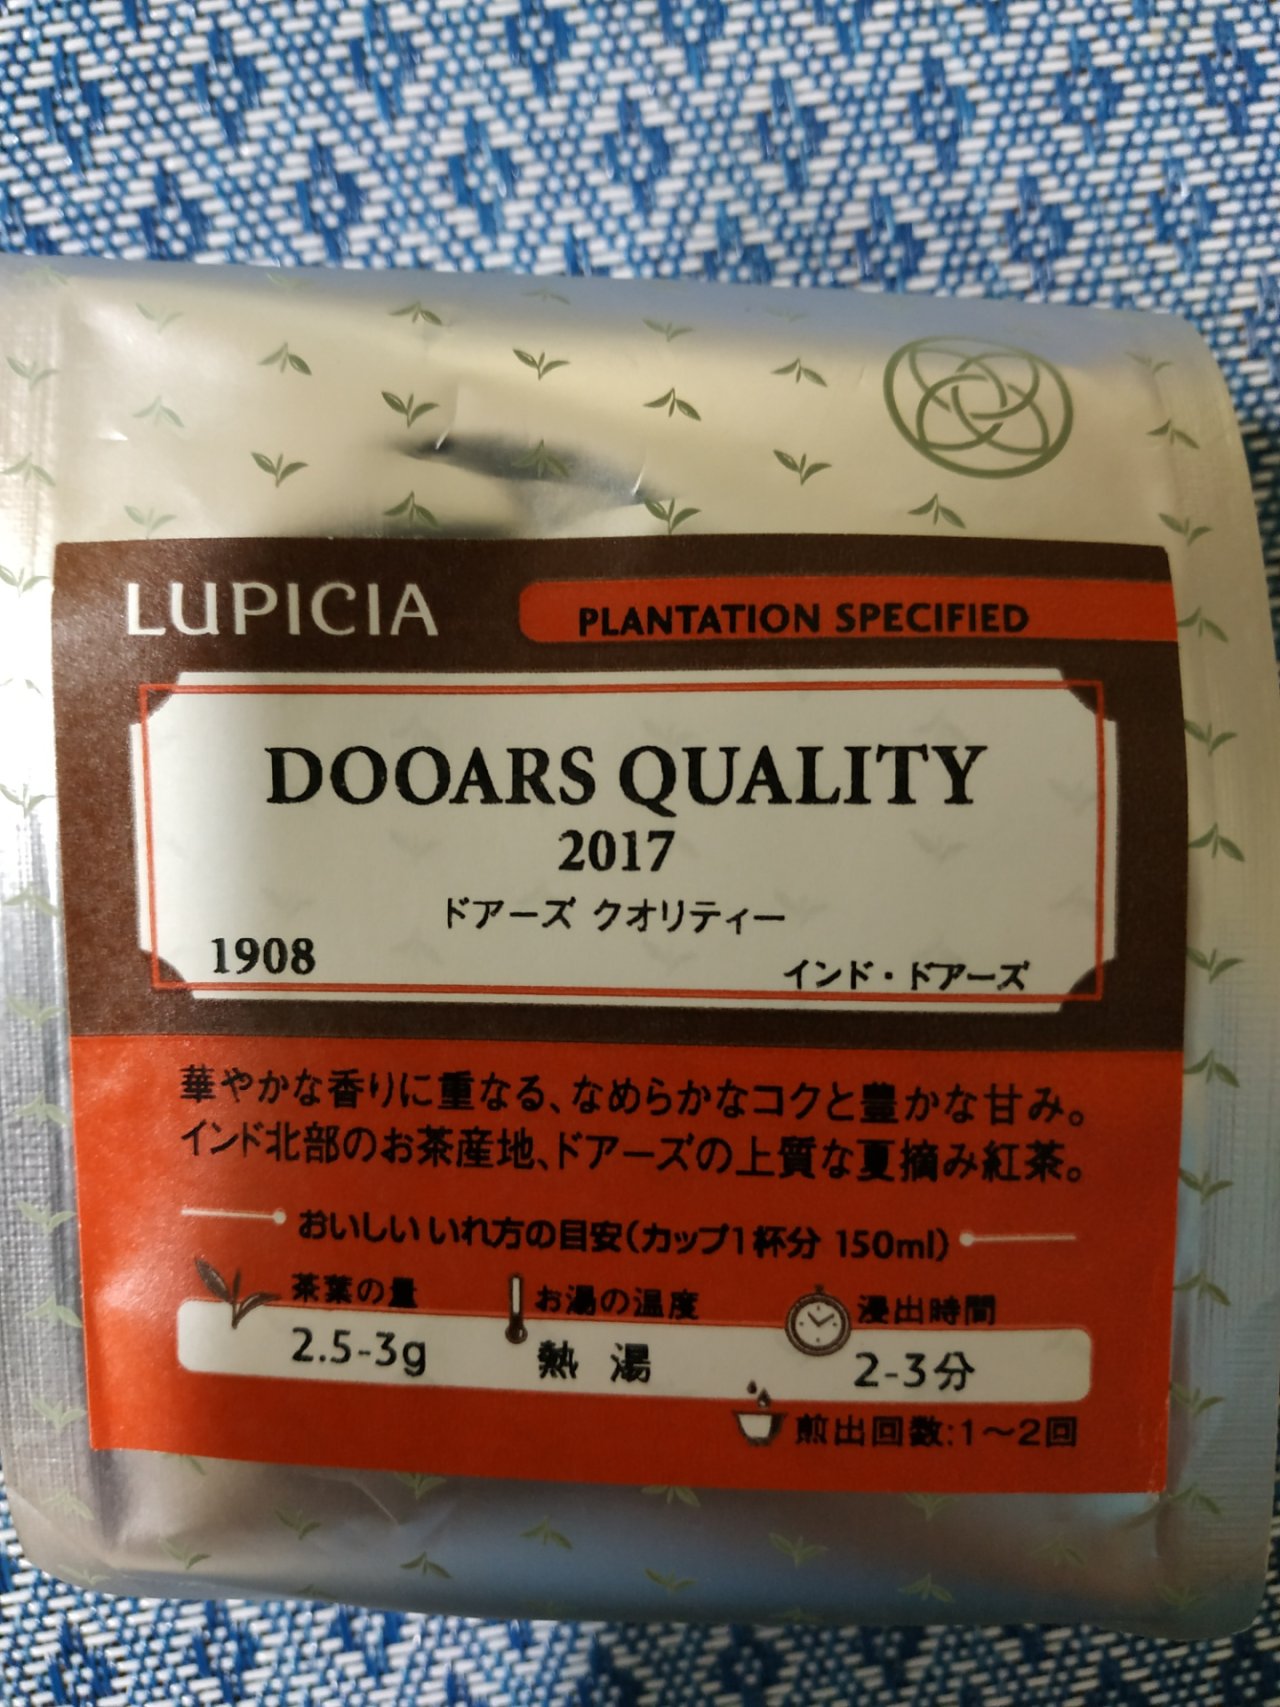 LUPICIA
PLANTATION SPECIFIED
DOOARS QUALITY
2017
ドアーズ クオリティー
1908
インド・ドアーズ
華やかな香りに重なる、なめらかなコクと豊かな甘み。
インド北部のお茶産地、ドアーズの上質な夏摘み紅茶。
おいしいいれ方の目安(カップ1杯分 150ml)
茶葉の量 お湯の温度 浸出時間
2.5-3g 熱湯 2-3分
煎出回数:1〜2回